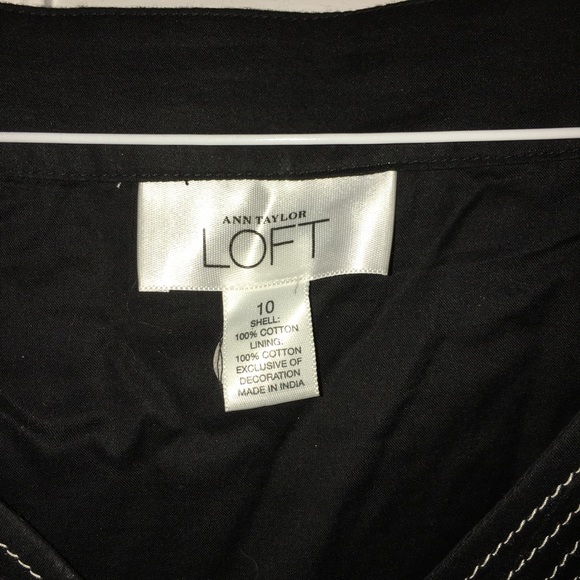 ANN TAYLOR
LOFT
10
SHELL:
100% COTTON
LINING:
100% COTTON
EXCLUSIVE OF
DECORATION
MADE IN INDIA